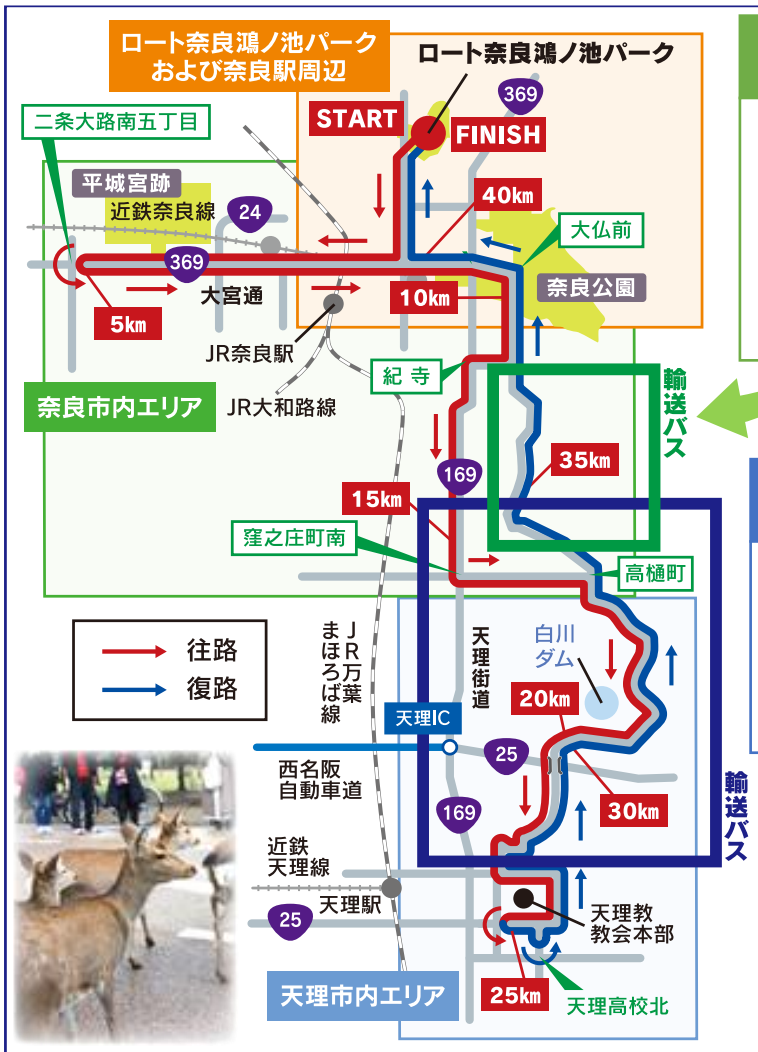 ロート奈良鴻ノ池パーク
および奈良駅周辺
ロート奈良鴻ノ池パーク
369
START
FINISH
二条大路南五丁目
平城宮跡
近鉄奈良線
24
40km
大仏前
369
大宮通
5km
10km
奈良公園
JR奈良駅
紀寺
輸送バス
奈良市内エリア
JR大和路線
35km
169
15km
窪之庄町南
高樋町
往路
復路
JR万葉
まほろば線
天理街道
白川
ダム
20km
天理IC
25
西名阪
自動車道
30km
輸送バス
169
近鉄
天理線
天理駅
25
天理教
教会本部
25km
天理高校北
天理市内エリア